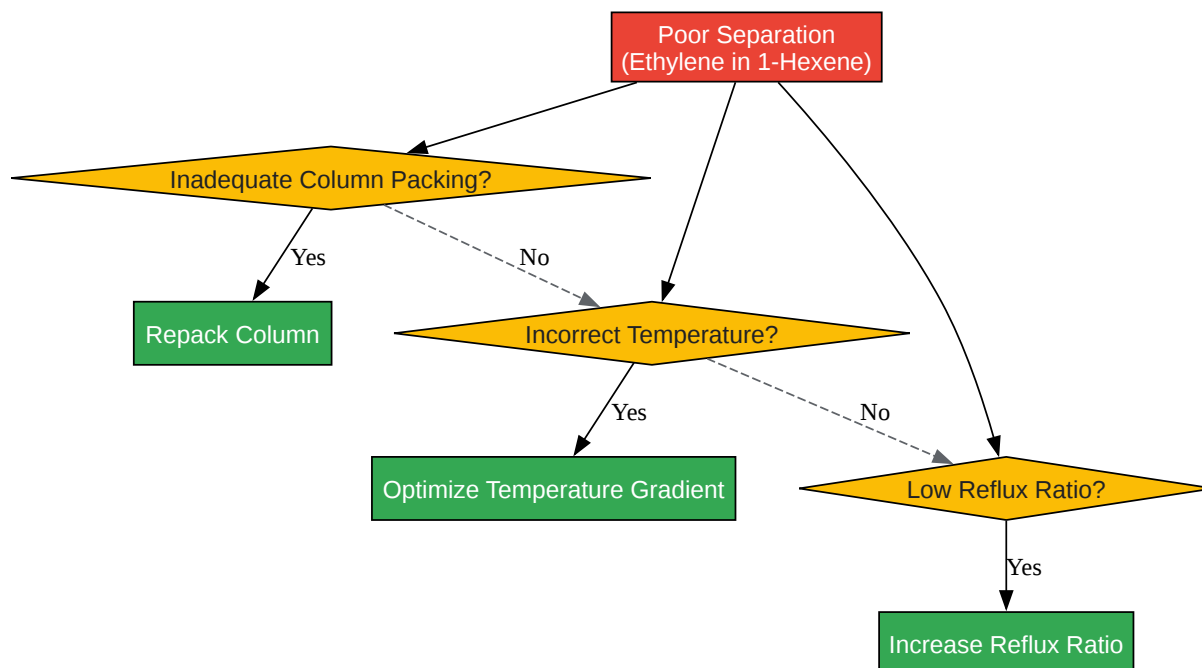 Poor Separation
(Ethylene in 1-Hexene)
Inadequate Column Packing?
Yes
No
Repack Column
Incorrect Temperature?
Yes
No
Optimize Temperature Gradient
Low Reflux Ratio?
Yes
Increase Reflux Ratio